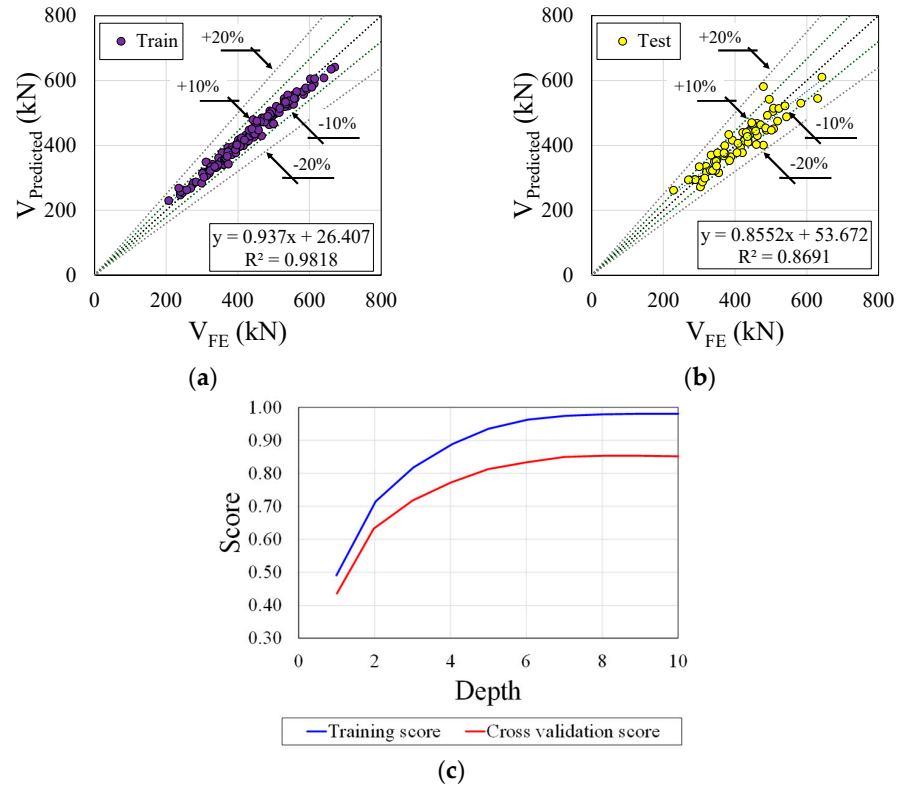 800
600
400
200
0
V_Predicted (kN)
Train
+20%
+10%
-10%
-20%
y = 0.937x + 26.407
R² = 0.9818
0 200 400 600 800
V_FE (kN)
(a)
800
600
400
200
0
V_Predicted (kN)
Test
+20%
+10%
-10%
-20%
y = 0.8552x + 53.672
R² = 0.8691
0 200 400 600 800
V_FE (kN)
(b)
1.00
0.90
0.80
0.70
0.60
0.50
0.40
0.30
Score
0 2 4 6 8 10
Depth
Training score Cross validation score
(c)